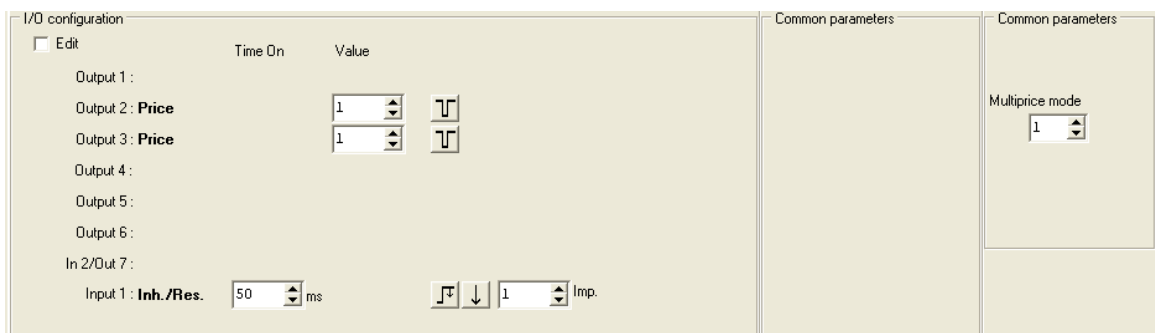 I/O configuration
Edit
Time On Value
Output 1 :
Output 2 : Price 1
Output 3 : Price 1
Output 4 :
Output 5 :
Output 6 :
In 2/Out 7 :
Input 1 : Inh./Res. 50 ms 1 Imp.
Common parameters
Common parameters
Multiprice mode
1